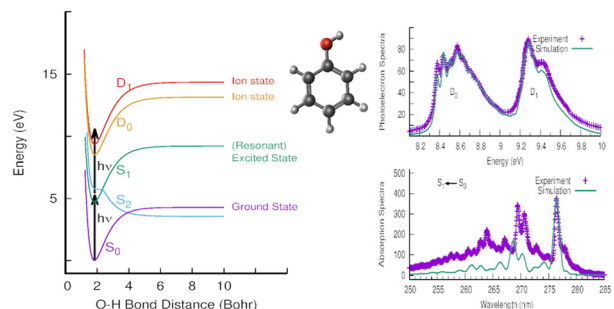 15
10
5
0
Energy (eV)
0 2 4 6 8 10
O-H Bond Distance (Bohr)
D1
D0
S1
S2
S0
hν
hν
Ion state
Ion state
(Resonant)
Excited State
Ground State
Photoelectron Spectra
80
60
40
20
Experiment
Simulation
D0
D1
8.2 8.4 8.6 8.8 9 9.2 9.4 9.6 9.8 10
Energy (eV)
Absorption Spectra
500
400
300
200
100
0
S1 ← S0
Experiment
Simulation
250 255 260 265 270 275 280 285
Wavelength (nm)